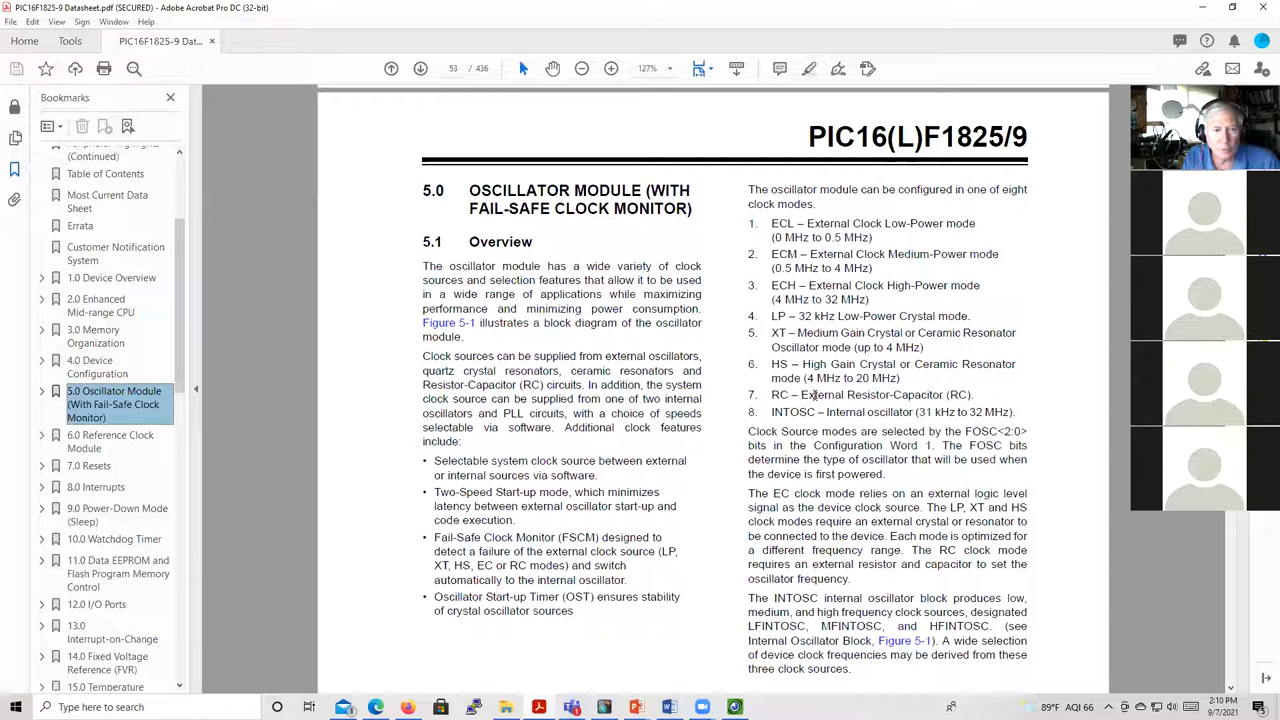 PIC16F1825-9 Datasheet.pdf (SECURED) - Adobe Acrobat Pro DC (32-bit)
File Edit View Sign Window Help
Home Tools PIC16F1825-9 Dat... ×
53 / 436 127%
Bookmarks
(Continued)
Table of Contents
Most Current Data
Sheet
Errata
Customer Notification
System
1.0 Device Overview
2.0 Enhanced
Mid-range CPU
3.0 Memory
Organization
4.0 Device
Configuration
5.0 Oscillator Module
(With Fail-Safe Clock
Monitor)
6.0 Reference Clock
Module
7.0 Resets
8.0 Interrupts
9.0 Power-Down Mode
(Sleep)
10.0 Watchdog Timer
11.0 Data EEPROM and
Flash Program Memory
Control
12.0 I/O Ports
13.0
Interrupt-on-Change
14.0 Fixed Voltage
Reference (FVR)
15.0 Temperature
PIC16(L)F1825/9
5.0 OSCILLATOR MODULE (WITH
FAIL-SAFE CLOCK MONITOR)
5.1 Overview
The oscillator module has a wide variety of clock
sources and selection features that allow it to be used
in a wide range of applications while maximizing
performance and minimizing power consumption.
Figure 5-1 illustrates a block diagram of the oscillator
module.
Clock sources can be supplied from external oscillators,
quartz crystal resonators, ceramic resonators and
Resistor-Capacitor (RC) circuits. In addition, the system
clock source can be supplied from one of two internal
oscillators and PLL circuits, with a choice of speeds
selectable via software. Additional clock features
include:
• Selectable system clock source between external
or internal sources via software.
• Two-Speed Start-up mode, which minimizes
latency between external oscillator start-up and
code execution.
• Fail-Safe Clock Monitor (FSCM) designed to
detect a failure of the external clock source (LP,
XT, HS, EC or RC modes) and switch
automatically to the internal oscillator.
• Oscillator Start-up Timer (OST) ensures stability
of crystal oscillator sources
The oscillator module can be configured in one of eight
clock modes.
1. ECL – External Clock Low-Power mode
(0 MHz to 0.5 MHz)
2. ECM – External Clock Medium-Power mode
(0.5 MHz to 4 MHz)
3. ECH – External Clock High-Power mode
(4 MHz to 32 MHz)
4. LP – 32 kHz Low-Power Crystal mode.
5. XT – Medium Gain Crystal or Ceramic Resonator
Oscillator mode (up to 4 MHz)
6. HS – High Gain Crystal or Ceramic Resonator
mode (4 MHz to 20 MHz)
7. RC – External Resistor-Capacitor (RC).
8. INTOSC – Internal oscillator (31 kHz to 32 MHz).
Clock Source modes are selected by the FOSC<2:0>
bits in the Configuration Word 1. The FOSC bits
determine the type of oscillator that will be used when
the device is first powered.
The EC clock mode relies on an external logic level
signal as the device clock source. The LP, XT and HS
clock modes require an external crystal or resonator to
be connected to the device. Each mode is optimized for
a different frequency range. The RC clock mode
requires an external resistor and capacitor to set the
oscillator frequency.
The INTOSC internal oscillator block produces low,
medium, and high frequency clock sources, designated
LFINTOSC, MFINTOSC, and HFINTOSC. (see
Internal Oscillator Block, Figure 5-1). A wide selection
of device clock frequencies may be derived from these
three clock sources.
Type here to search
89°F AQI 66
2:10 PM
9/7/2021